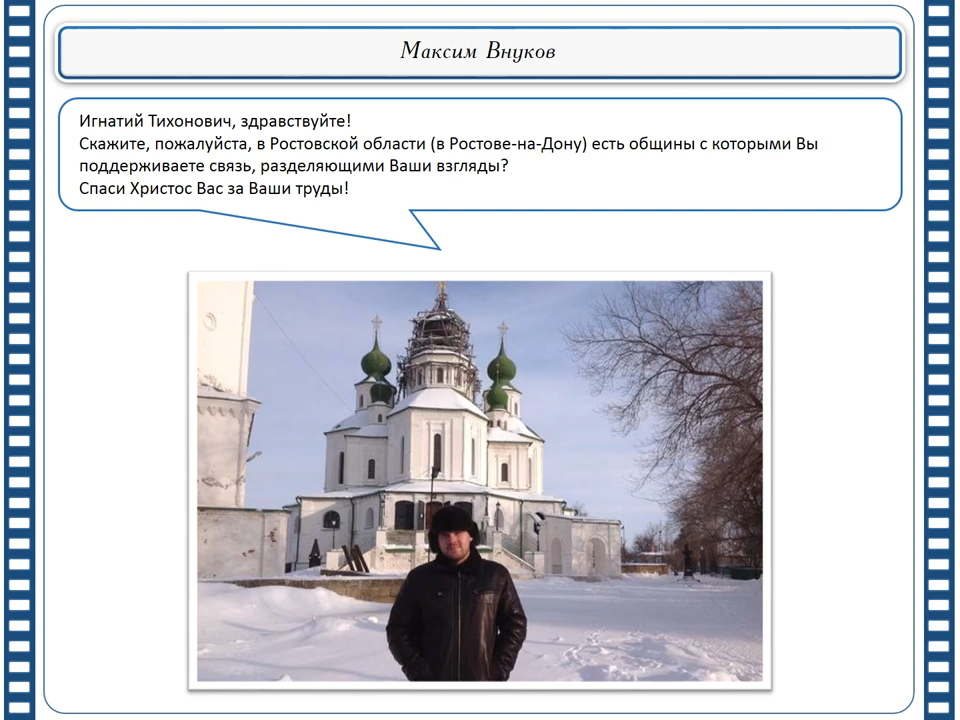 Максим Внуков
Игнатий Тихонович, здравствуйте!
Скажите, пожалуйста, в Ростовской области (в Ростове-на-Дону) есть общины с которыми Вы
поддерживаете связь, разделяющими Ваши взгляды?
Спаси Христос Вас за Ваши труды!